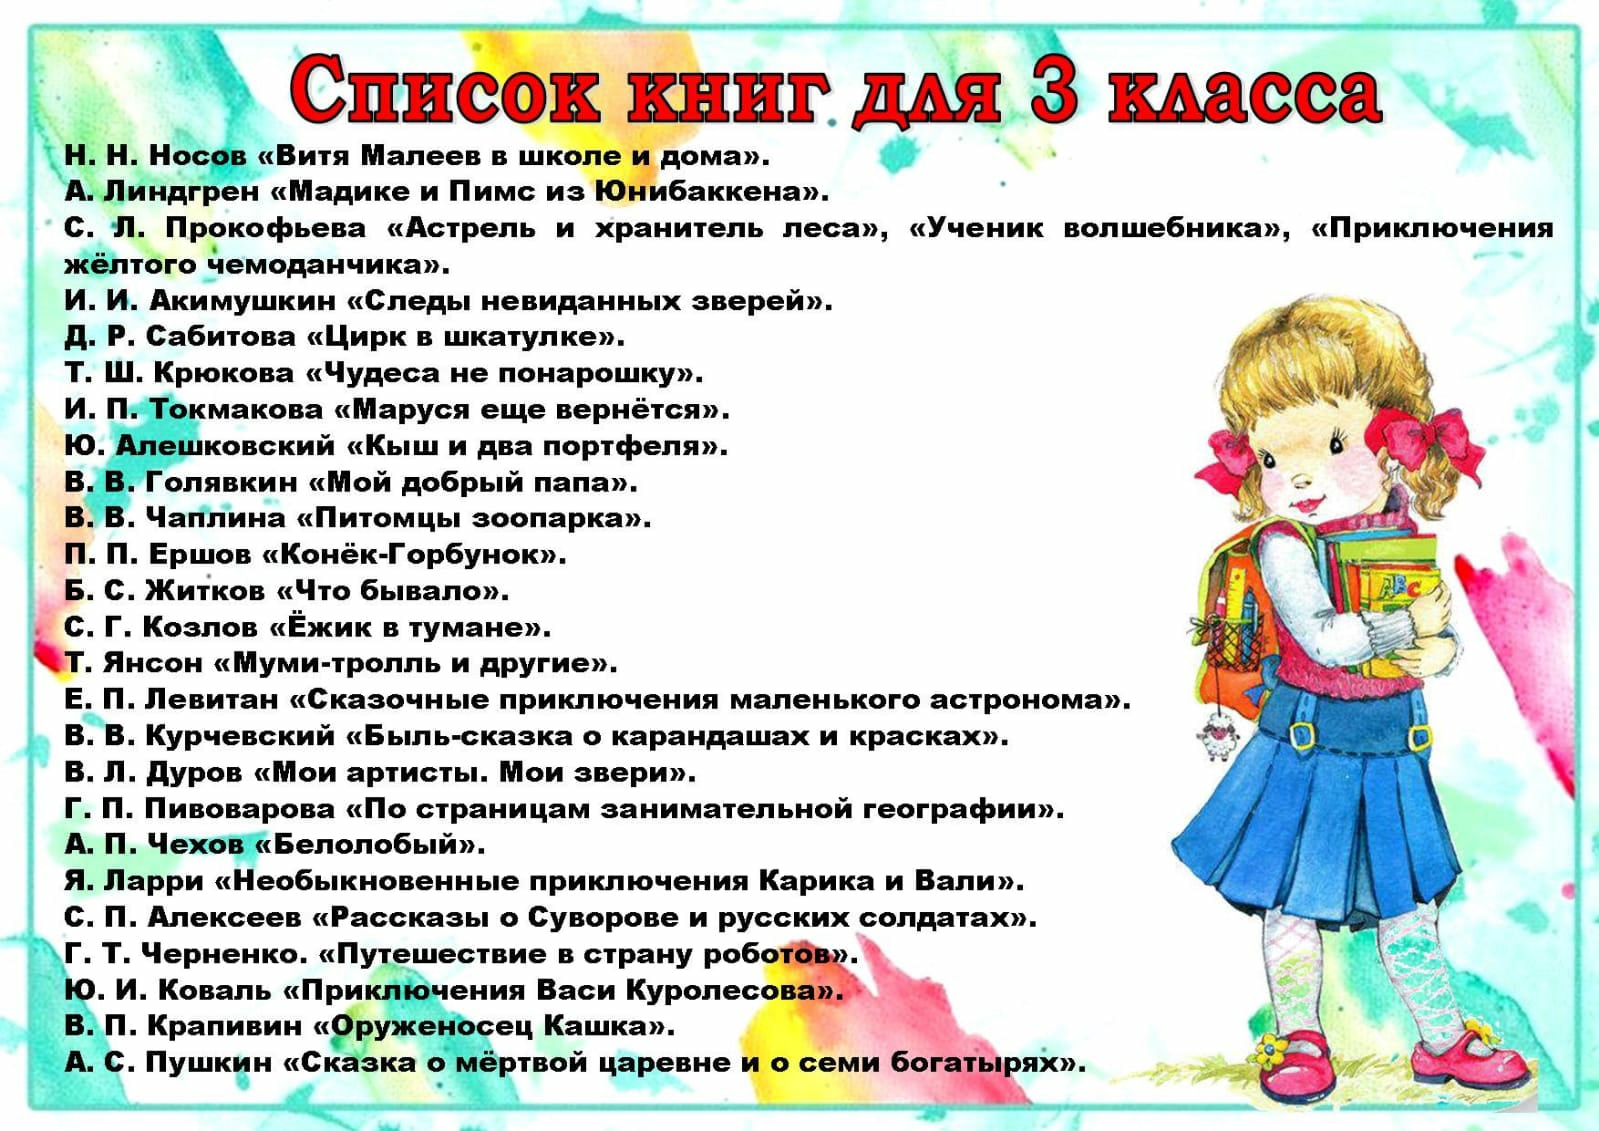 Список книг для 3 класса
Н. Н. Носов «Витя Малеев в школе и дома».
А. Линдгрен «Мадике и Пимс из Юнибаккена».
С. Л. Прокофьева «Астрель и хранитель леса», «Ученик волшебника», «Приключения
жёлтого чемоданчика».
И. И. Акимушкин «Следы невиданных зверей».
Д. Р. Сабитова «Цирк в шкатулке».
Т. Ш. Крюкова «Чудеса не понарошку».
И. П. Токмакова «Маруся еще вернётся».
Ю. Алешковский «Кыш и два портфеля».
В. В. Голявкин «Мой добрый папа».
В. В. Чаплина «Питомцы зоопарка».
П. П. Ершов «Конёк-Горбунок».
Б. С. Житков «Что бывало».
С. Г. Козлов «Ёжик в тумане».
Т. Янсон «Муми-тролль и другие».
Е. П. Левитан «Сказочные приключения маленького астронома».
В. В. Курчевский «Быль-сказка о карандашах и красках».
В. Л. Дуров «Мои артисты. Мои звери».
Г. П. Пивоварова «По страницам занимательной географии».
А. П. Чехов «Белолобый».
Я. Ларри «Необыкновенные приключения Карика и Вали».
С. П. Алексеев «Рассказы о Суворове и русских солдатах».
Г. Т. Черненко. «Путешествие в страну роботов».
Ю. И. Коваль «Приключения Васи Куролесова».
В. П. Крапивин «Оруженосец Кашка».
А. С. Пушкин «Сказка о мёртвой царевне и о семи богатырях».
ABC